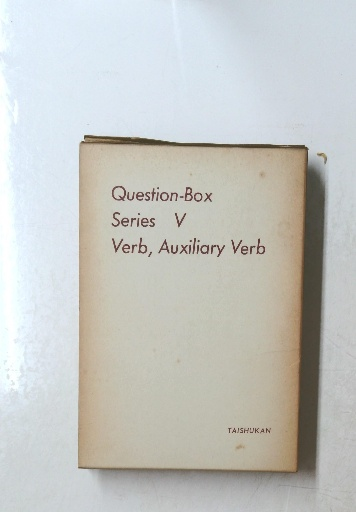 Question-Box
Series V
Verb, Auxiliary Verb
TAISHUKAN